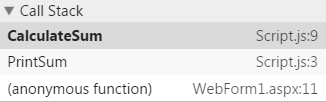 Call Stack
CalculateSum Script.js:9
PrintSum Script.js:3
(anonymous function) WebForm1.aspx:11